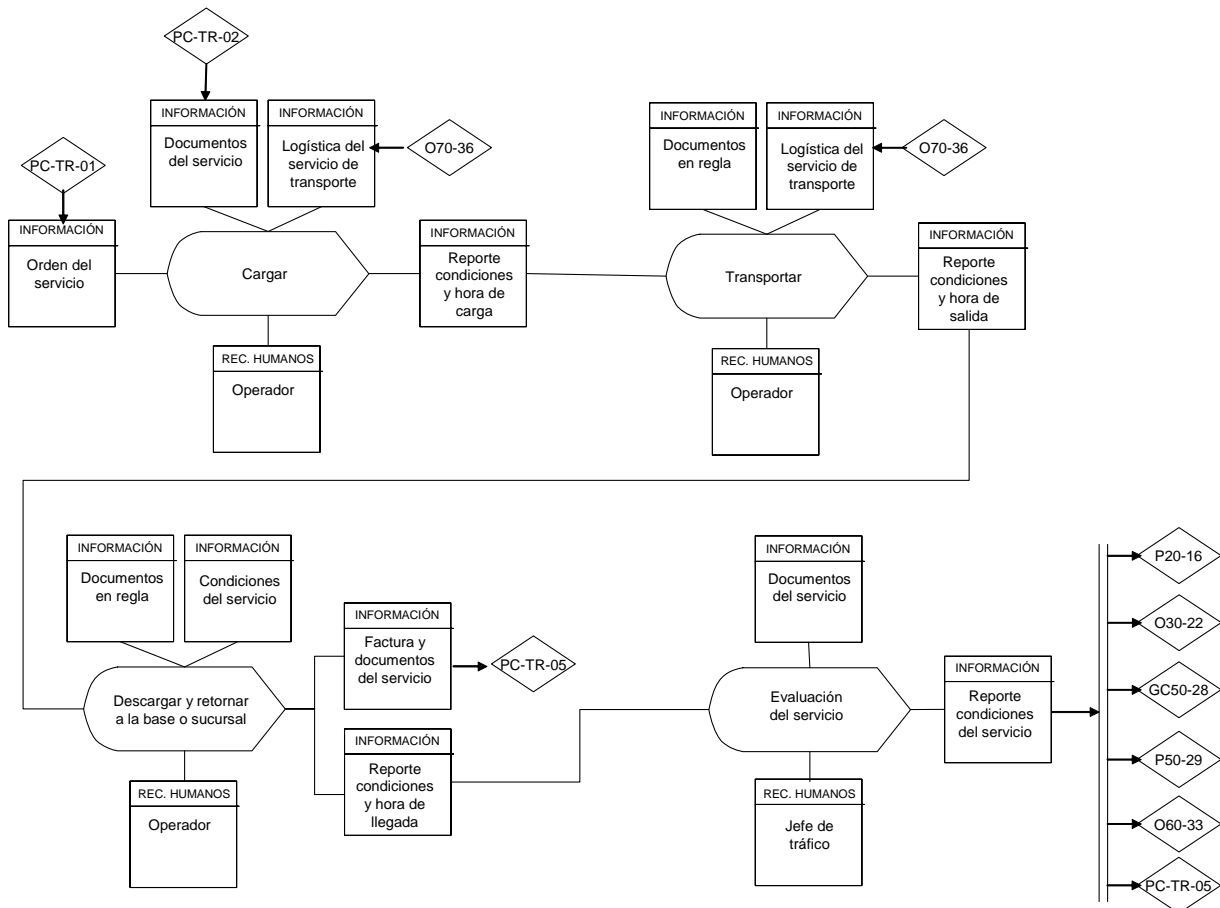 PC-TR-02
INFORMACIÓN
Documentos
del servicio
INFORMACIÓN
Logística del
servicio de
transporte
O70-36
PC-TR-01
INFORMACIÓN
Orden del
servicio
Cargar
INFORMACIÓN
Reporte
condiciones
y hora de
carga
REC. HUMANOS
Operador
INFORMACIÓN
Documentos
en regla
INFORMACIÓN
Logística del
servicio de
transporte
O70-36
Transportar
INFORMACIÓN
Reporte
condiciones
y hora de
salida
REC. HUMANOS
Operador
INFORMACIÓN
Documentos
en regla
INFORMACIÓN
Condiciones
del servicio
Descargar y retornar
a la base o sucursal
INFORMACIÓN
Factura y
documentos
del servicio
PC-TR-05
INFORMACIÓN
Reporte
condiciones
y hora de
llegada
REC. HUMANOS
Operador
INFORMACIÓN
Documentos
del servicio
Evaluación
del servicio
INFORMACIÓN
Reporte
condiciones
del servicio
REC. HUMANOS
Jefe de
tráfico
P20-16
O30-22
GC50-28
P50-29
O60-33
PC-TR-05